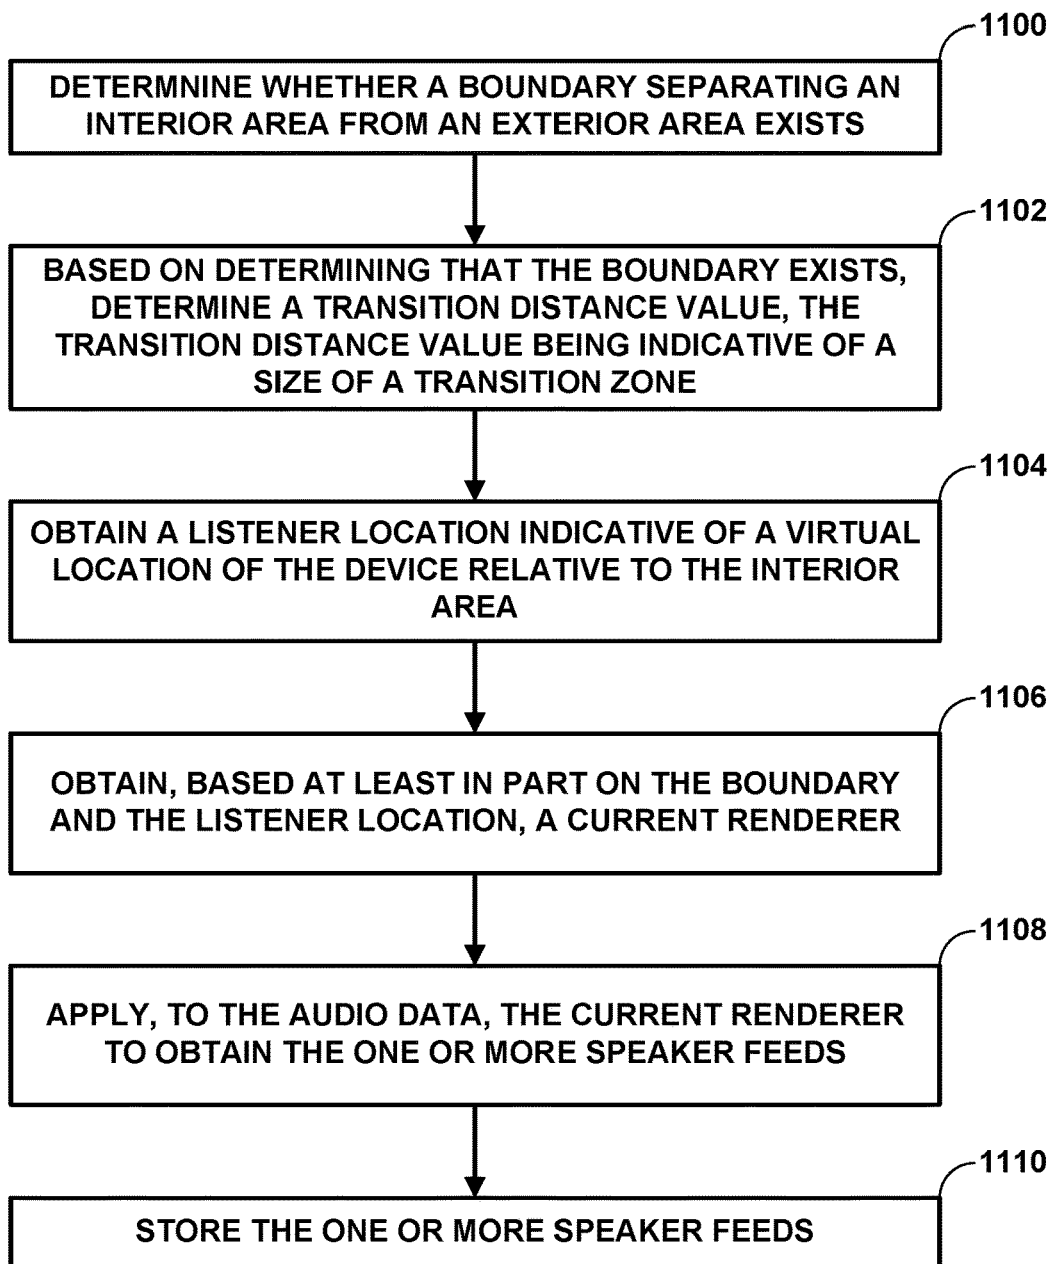 1100
DETERMNINE WHETHER A BOUNDARY SEPARATING AN
INTERIOR AREA FROM AN EXTERIOR AREA EXISTS
1102
BASED ON DETERMINING THAT THE BOUNDARY EXISTS,
DETERMINE A TRANSITION DISTANCE VALUE, THE
TRANSITION DISTANCE VALUE BEING INDICATIVE OF A
SIZE OF A TRANSITION ZONE
1104
OBTAIN A LISTENER LOCATION INDICATIVE OF A VIRTUAL
LOCATION OF THE DEVICE RELATIVE TO THE INTERIOR
AREA
1106
OBTAIN, BASED AT LEAST IN PART ON THE BOUNDARY
AND THE LISTENER LOCATION, A CURRENT RENDERER
1108
APPLY, TO THE AUDIO DATA, THE CURRENT RENDERER
TO OBTAIN THE ONE OR MORE SPEAKER FEEDS
1110
STORE THE ONE OR MORE SPEAKER FEEDS